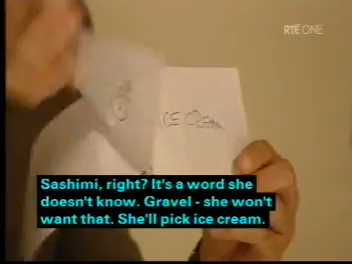 RTÉ ONE
ICE CREAM
Sashimi, right? It's a word she
doesn't know. Gravel - she won't
want that. She'll pick ice cream.